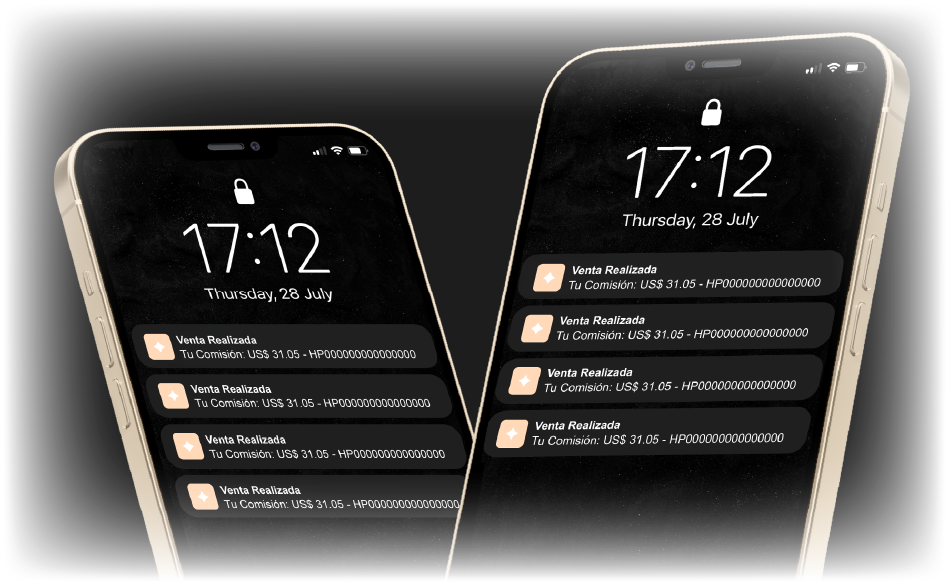 17:12
Thursday, 28 July
Venta Realizada
Tu Comisión: US$ 31.05 - HP000000000000000
Venta Realizada
Tu Comisión: US$ 31.05 - HP000000000000000
Venta Realizada
Tu Comisión: US$ 31.05 - HP000000000000000
Venta Realizada
Tu Comisión: US$ 31.05 - HP000000000000000
17:12
Thursday, 28 July
Venta Realizada
Tu Comisión: US$ 31.05 - HP000000000000000
Venta Realizada
Tu Comisión: US$ 31.05 - HP000000000000000
Venta Realizada
Tu Comisión: US$ 31.05 - HP000000000000000
Venta Realizada
Tu Comisión: US$ 31.05 - HP000000000000000